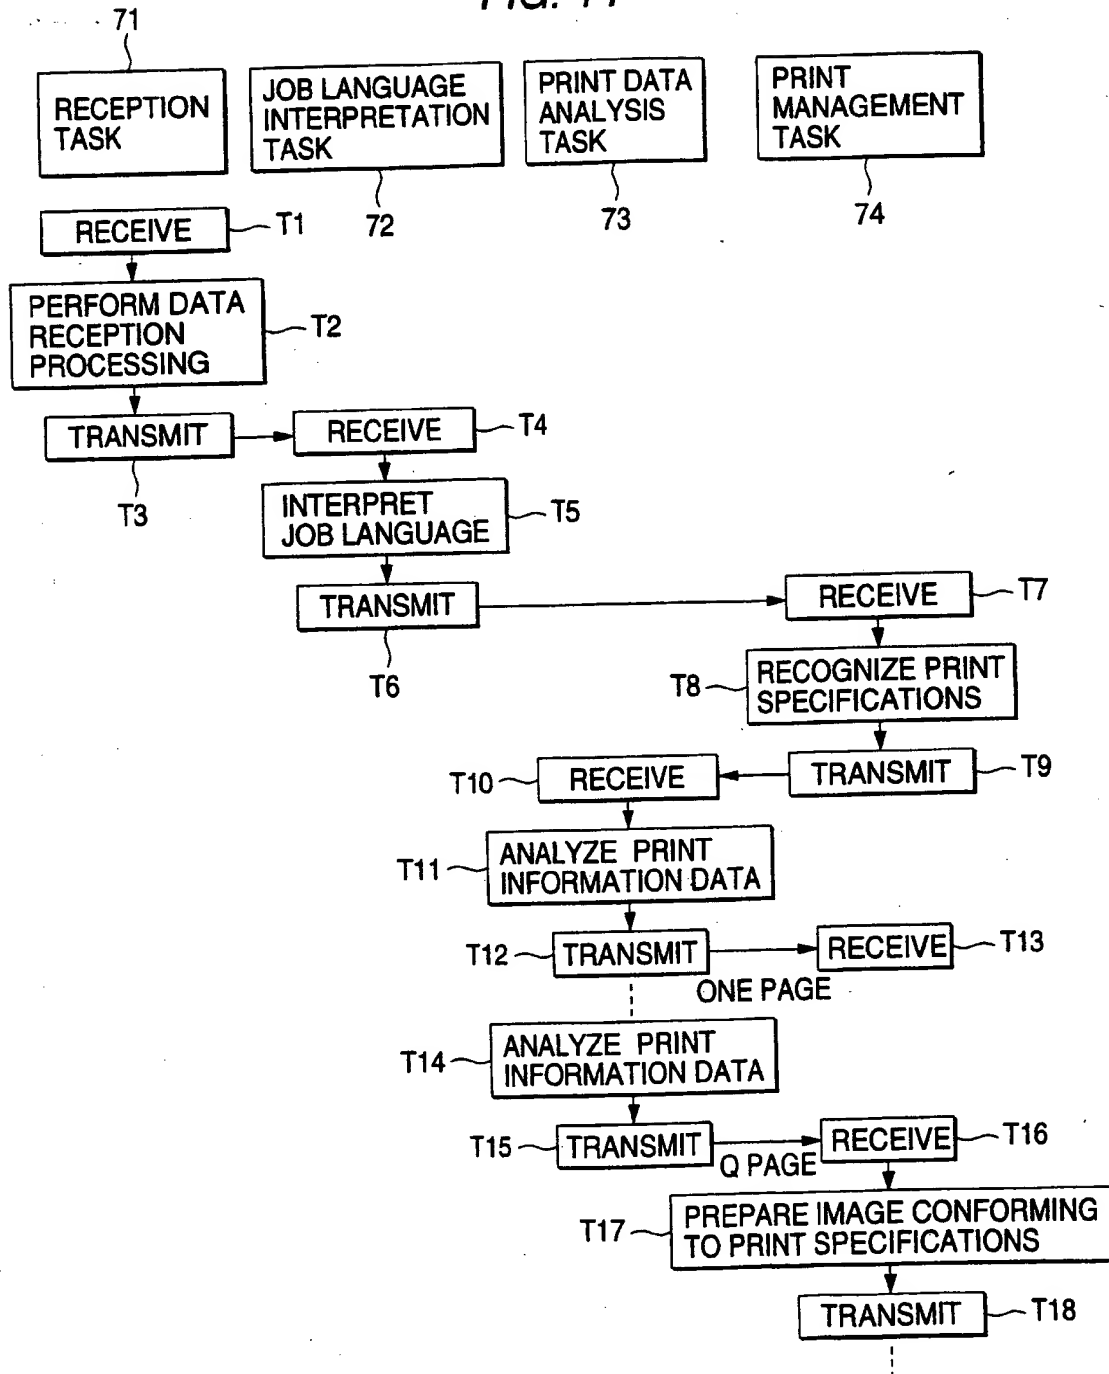 71
RECEPTION
TASK
JOB LANGUAGE
INTERPRETATION
TASK
PRINT DATA
ANALYSIS
TASK
PRINT
MANAGEMENT
TASK
72
73
74
RECEIVE
T1
PERFORM DATA
RECEPTION
PROCESSING
T2
TRANSMIT
T3
RECEIVE
T4
INTERPRET
JOB LANGUAGE
T5
TRANSMIT
T6
RECEIVE
T7
T8
RECOGNIZE PRINT
SPECIFICATIONS
TRANSMIT
T9
T10
RECEIVE
T11
ANALYZE PRINT
INFORMATION DATA
T12
TRANSMIT
ONE PAGE
RECEIVE
T13
T14
ANALYZE PRINT
INFORMATION DATA
T15
TRANSMIT
Q PAGE
RECEIVE
T16
T17
PREPARE IMAGE CONFORMING
TO PRINT SPECIFICATIONS
TRANSMIT
T18